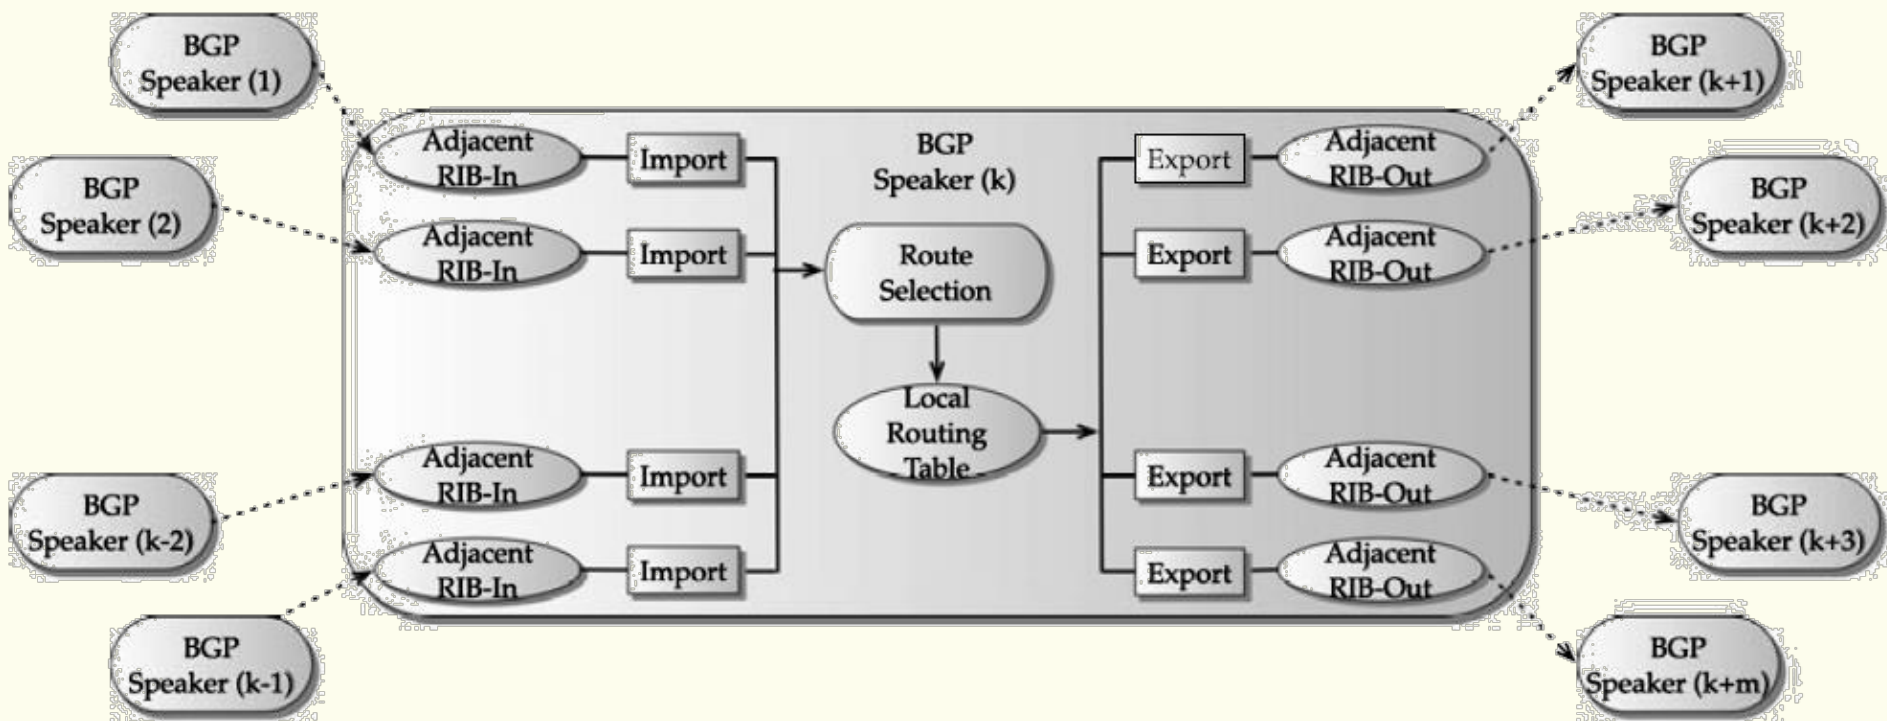 BGP
Speaker (1)
BGP
Speaker (2)
BGP
Speaker (k-2)
BGP
Speaker (k-1)
Adjacent
RIB-In
Import
Adjacent
RIB-In
Import
Adjacent
RIB-In
Import
Adjacent
RIB-In
Import
BGP
Speaker (k)
Route
Selection
Local
Routing
Table
Export
Adjacent
RIB-Out
Export
Adjacent
RIB-Out
Export
Adjacent
RIB-Out
Export
Adjacent
RIB-Out
BGP
Speaker (k+1)
BGP
Speaker (k+2)
BGP
Speaker (k+3)
BGP
Speaker (k+m)